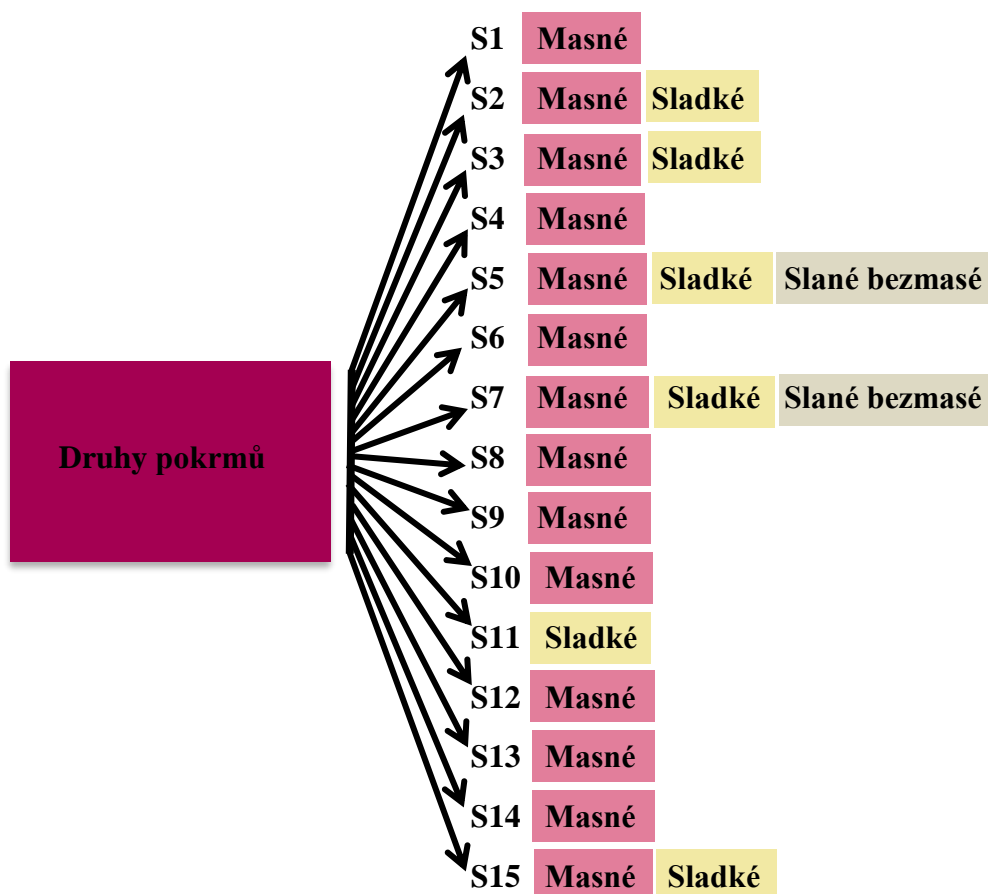 S1 Masné
S2 Masné Sladké
S3 Masné Sladké
S4 Masné
S5 Masné Sladké Slané bezmasé
S6 Masné
S7 Masné Sladké Slané bezmasé
Druhy pokrmů
S8 Masné
S9 Masné
S10 Masné
S11 Sladké
S12 Masné
S13 Masné
S14 Masné
S15 Masné Sladké